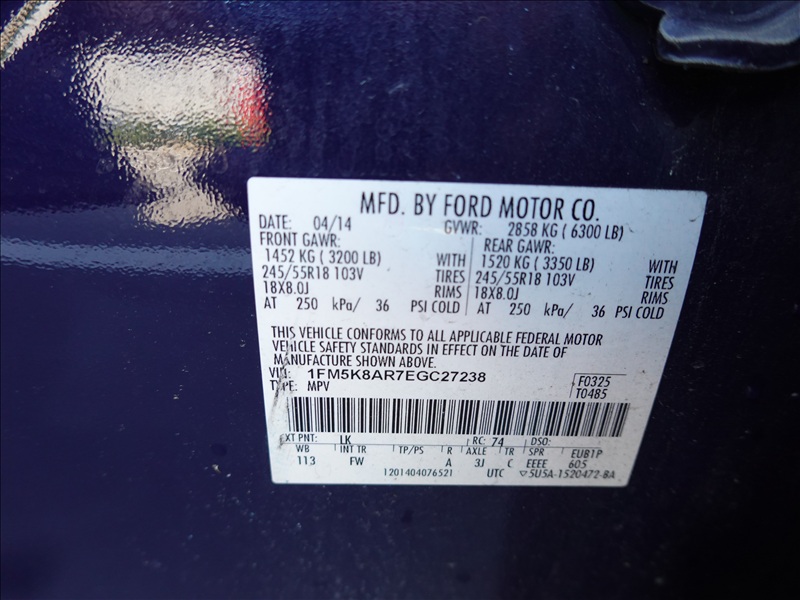 MFD. BY FORD MOTOR CO.
DATE: 04/14 GVWR: 2858 KG ( 6300 LB)
FRONT GAWR: REAR GAWR:
1452 KG ( 3200 LB) WITH 1520 KG ( 3350 LB) WITH
245/55R18 103V TIRES 245/55R18 103V TIRES
18X8.0J RIMS 18X8.0J RIMS
AT 250 kPa/ 36 PSI COLD AT 250 kPa/ 36 PSI COLD
THIS VEHICLE CONFORMS TO ALL APPLICABLE FEDERAL MOTOR
VEHICLE SAFETY STANDARDS IN EFFECT ON THE DATE OF
MANUFACTURE SHOWN ABOVE.
VIN: 1FM5K8AR7EGC27238 F0325
TYPE: MPV T0485
EXT PNT: LK RC: 74 DSO:
WB INT TR TP/PS R AXLE TR SPR EUB1P
113 FW A 3J C EEEE 605
1201404076521 UTC ▽5U5A-1520472-BA